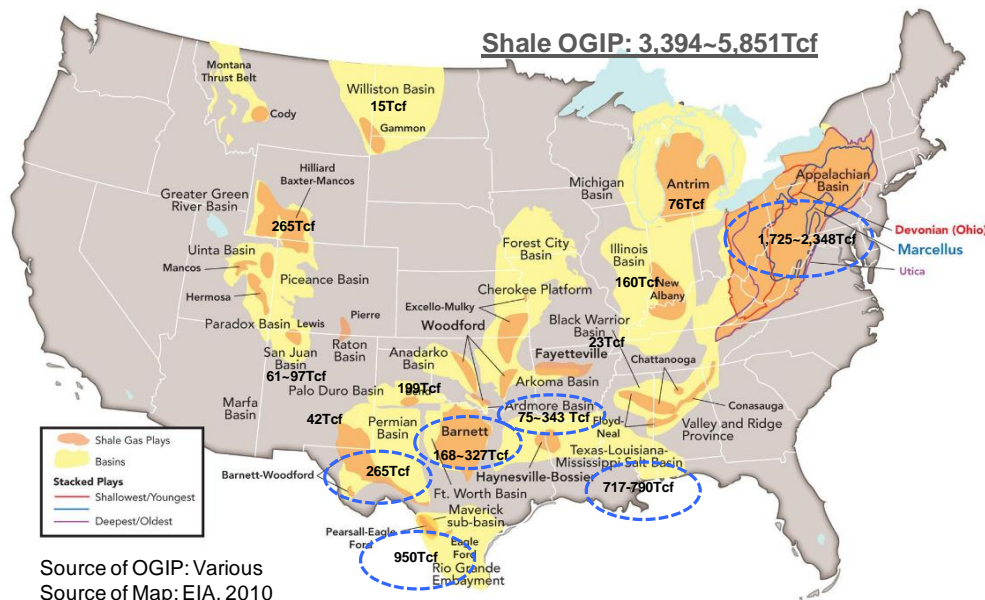 Shale OGIP: 3,394~5,851Tcf
Montana
Thrust Belt
Cody
Williston Basin
15Tcf
Gammon
Hilliard
Baxter-Mancos
Greater Green
River Basin
265Tcf
Uinta Basin
Mancos
Piceance Basin
Hermosa
Paradox Basin
Lewis
Pierre
San Juan
Basin
61~97Tcf
Raton
Basin
Palo Duro Basin
Marfa
Basin
42Tcf
Forest City
Basin
Cherokee Platform
Excello-Mulky
Woodford
Anadarko
Basin
199Tcf
Bend
Fayetteville
Arkoma Basin
Ardmore Basin
75~343 Tcf
Permian
Basin
Barnett
168~327Tcf
265Tcf
Barnett-Woodford
Ft. Worth Basin
Maverick
sub-basin
Pearsall-Eagle
Ford
Eagle
Ford
950Tcf
Rio Grande
Embayment
Michigan
Basin
Antrim
76Tcf
Illinois
Basin
160Tcf
New
Albany
Black Warrior
Basin
23Tcf
Chattanooga
Conasauga
Floyd-
Neal
Valley and Ridge
Province
Texas-Louisiana-
Mississippi Salt Basin
Haynesville-Bossier
717-790Tcf
Appalachian
Basin
1,725~2,348Tcf
Devonian (Ohio)
Marcellus
Utica
Shale Gas Plays
Basins
Stacked Plays
Shallowest/Youngest
Deepest/Oldest
Source of OGIP: Various
Source of Map: EIA, 2010